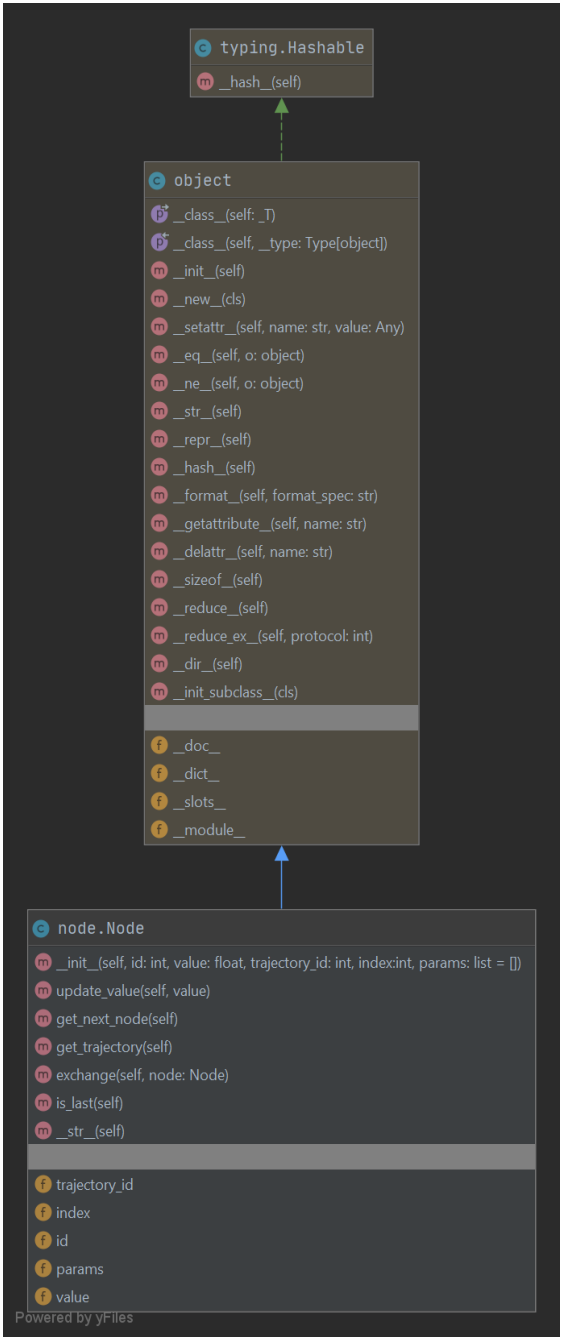 typing.Hashable
__hash__(self)
object
__class__(self: _T)
__class__(self, __type: Type[object])
__init__(self)
__new__(cls)
__setattr__(self, name: str, value: Any)
__eq__(self, o: object)
__ne__(self, o: object)
__str__(self)
__repr__(self)
__hash__(self)
__format__(self, format_spec: str)
__getattribute__(self, name: str)
__delattr__(self, name: str)
__sizeof__(self)
__reduce__(self)
__reduce_ex__(self, protocol: int)
__dir__(self)
__init_subclass__(cls)
__doc__
__dict__
__slots__
__module__
node.Node
__init__(self, id: int, value: float, trajectory_id: int, index:int, params: list = [])
update_value(self, value)
get_next_node(self)
get_trajectory(self)
exchange(self, node: Node)
is_last(self)
__str__(self)
trajectory_id
index
id
params
value
Powered by yFiles